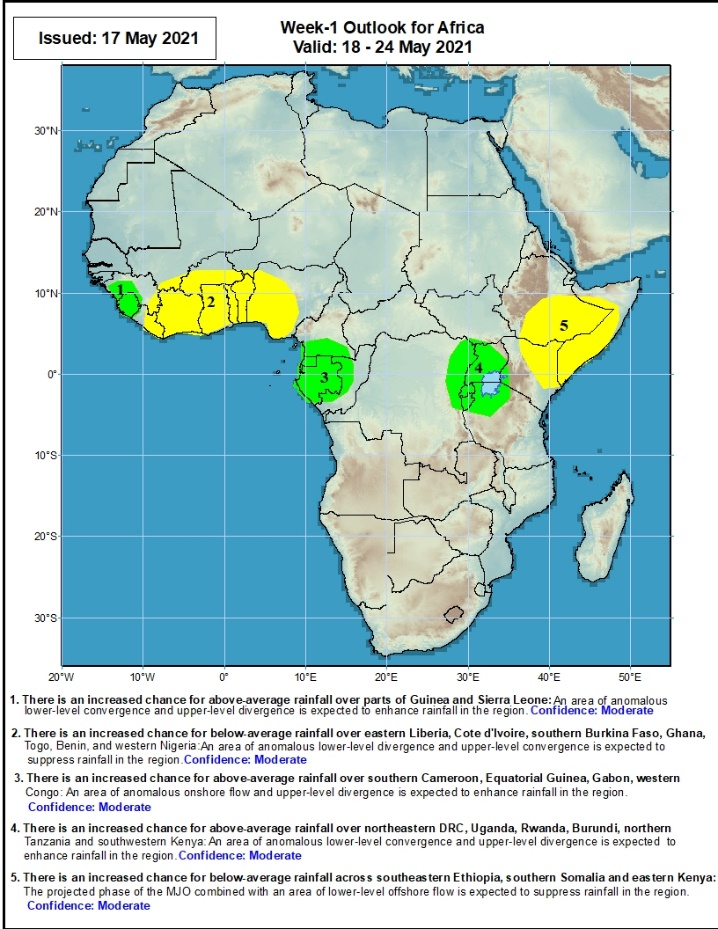 Issued: 17 May 2021
Week-1 Outlook for Africa
Valid: 18 - 24 May 2021
30°N
20°N
10°N
0°
10°S
20°S
30°S
1
2
3
4
5
20°W
10°W
0°
10°E
20°E
30°E
40°E
50°E
1. There is an increased chance for above-average rainfall over parts of Guinea and Sierra Leone: An area of anomalous
lower-level convergence and upper-level divergence is expected to enhance rainfall in the region. Confidence: Moderate
2. There is an increased chance for below-average rainfall over eastern Liberia, Cote d'Ivoire, southern Burkina Faso, Ghana,
Togo, Benin, and western Nigeria: An area of anomalous lower-level divergence and upper-level convergence is expected to
suppress rainfall in the region. Confidence: Moderate
3. There is an increased chance for above-average rainfall over southern Cameroon, Equatorial Guinea, Gabon, western
Congo: An area of anomalous onshore flow and upper-level divergence is expected to enhance rainfall in the region.
Confidence: Moderate
4. There is an increased chance for above-average rainfall over northeastern DRC, Uganda, Rwanda, Burundi, northern
Tanzania and southwestern Kenya: An area of anomalous lower-level convergence and upper-level divergence is expected to
enhance rainfall in the region. Confidence: Moderate
5. There is an increased chance for below-average rainfall across southeastern Ethiopia, southern Somalia and eastern Kenya:
The projected phase of the MJO combined with an area of lower-level offshore flow is expected to suppress rainfall in the region.
Confidence: Moderate